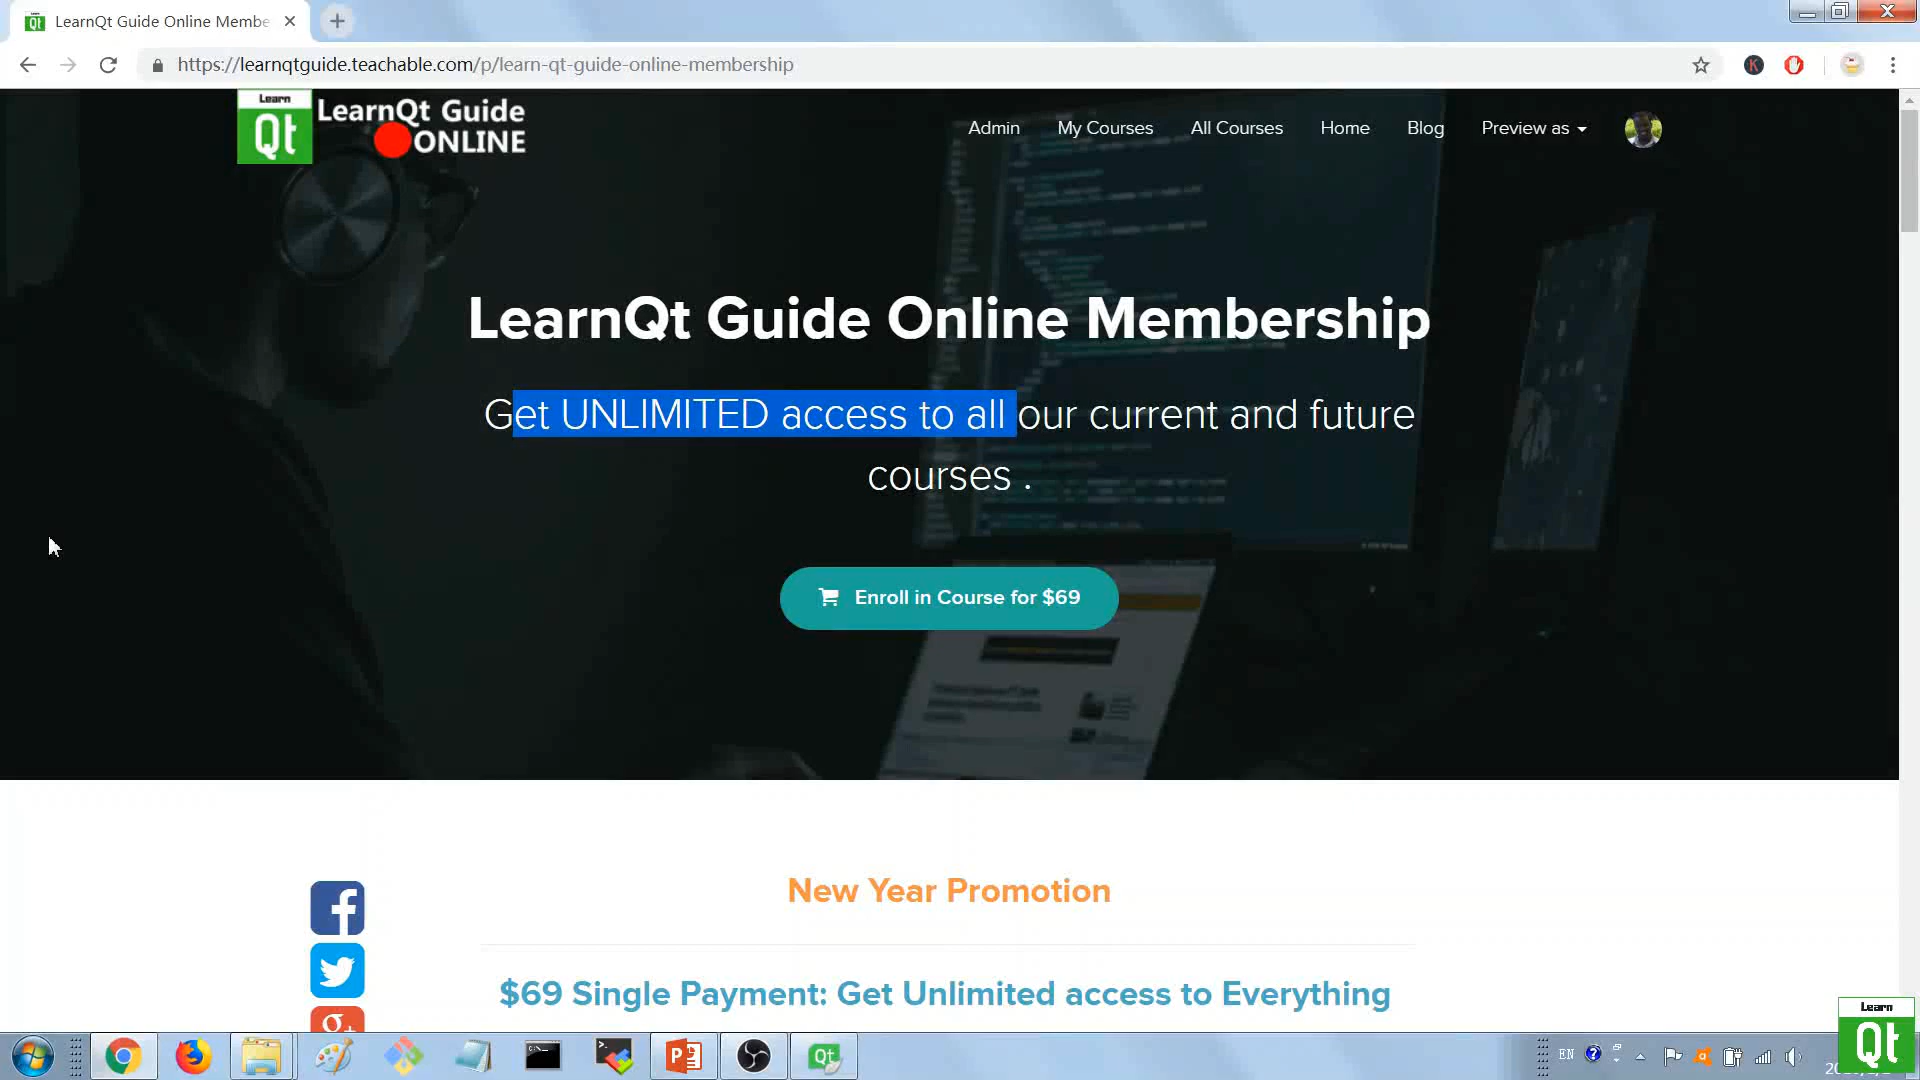 LearnQt Guide Online Membe
https://learnqtguide.teachable.com/p/learn-qt-guide-online-membership
Learn
Qt
LearnQt Guide
ONLINE
Admin
My Courses
All Courses
Home
Blog
Preview as
LearnQt Guide Online Membership
Get UNLIMITED access to all our current and future
courses .
Enroll in Course for $69
New Year Promotion
$69 Single Payment: Get Unlimited access to Everything
EN
Learn
Qt